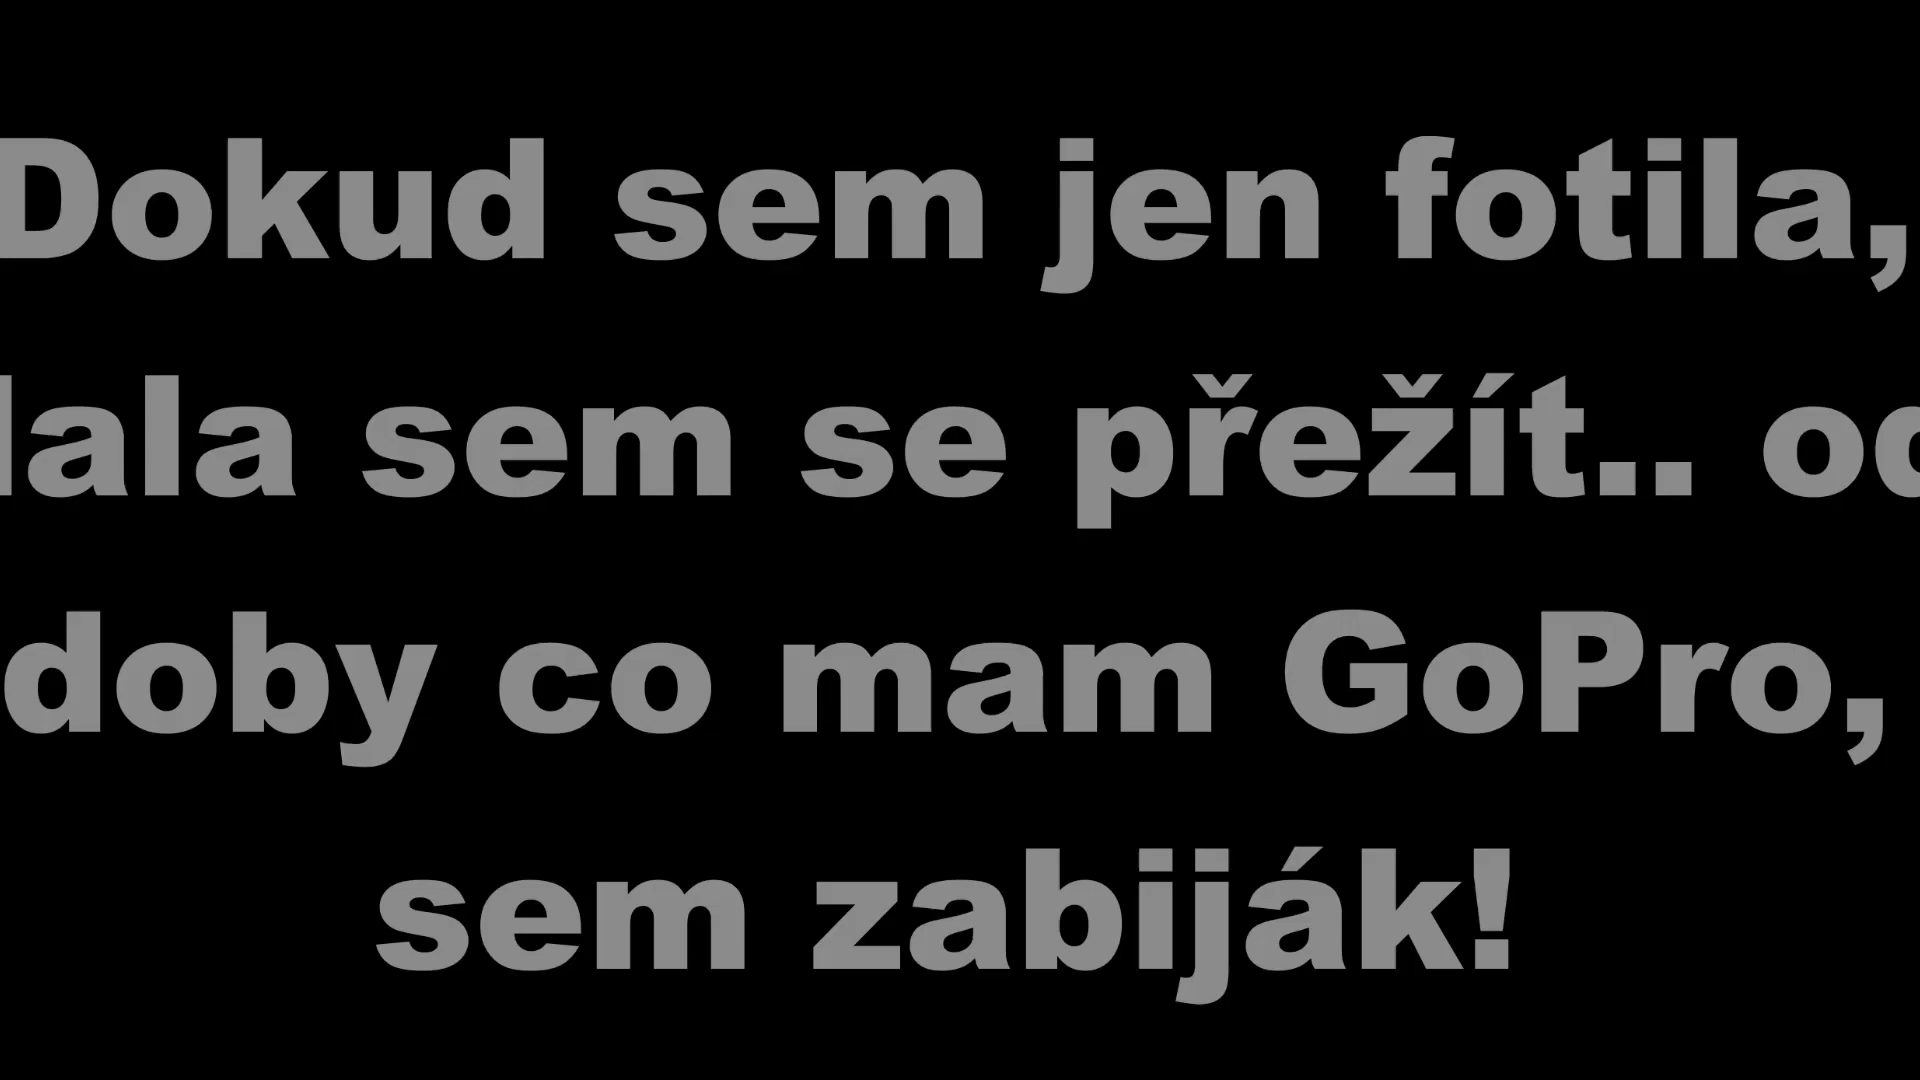 Dokud sem jen fotila,
sem se přežít..
doby co mam GoPro,
sem zabiják!